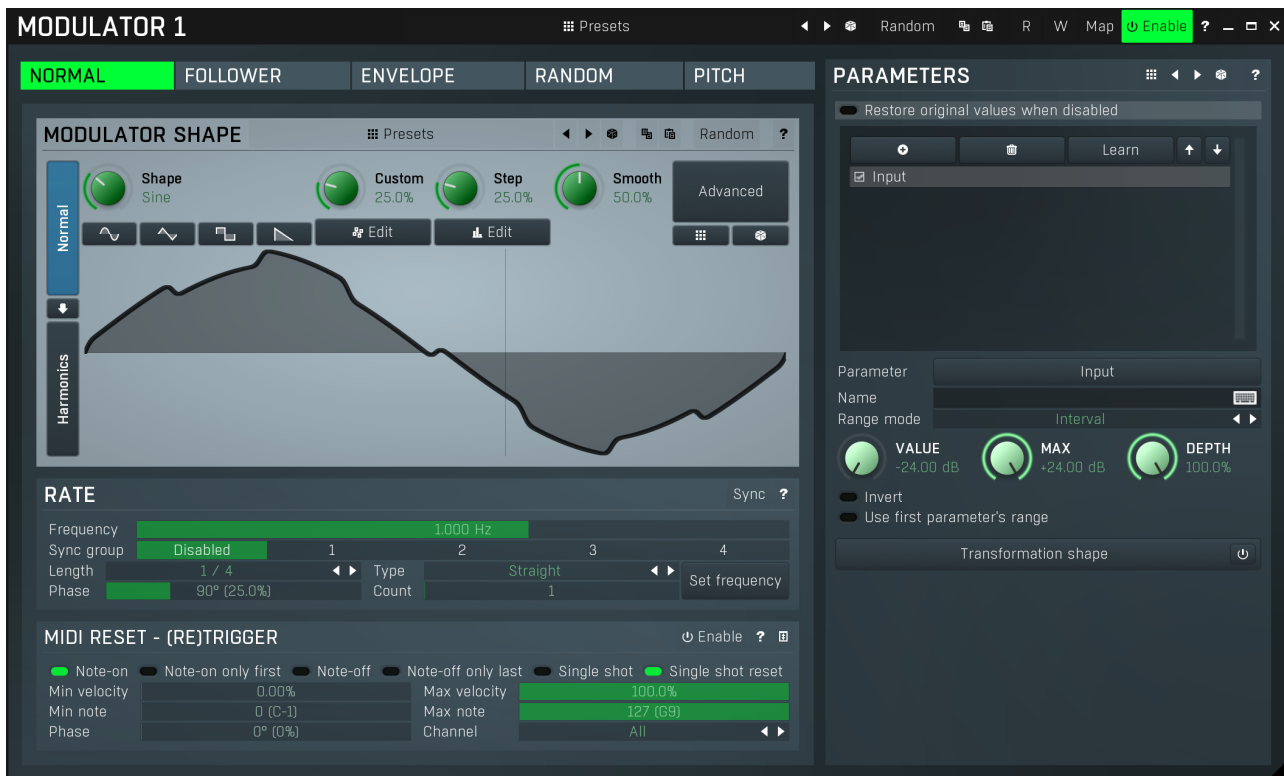 MODULATOR 1 Presets Random R W Map Enable ? 
NORMAL FOLLOWER ENVELOPE RANDOM PITCH
MODULATOR SHAPE Presets Random ?
Normal
Harmonics
Shape Custom Step Smooth
Sine 25.0% 25.0% 50.0%
Advanced
Edit Edit
RATE Sync ?
Frequency 1.000 Hz
Sync group Disabled 1 2 3 4
Length 1 / 4 Type Straight
Set frequency
Phase 90° (25.0%) Count 1
MIDI RESET - (RE)TRIGGER Enable ?
Note-on Note-on only first Note-off Note-off only last Single shot Single shot reset
Min velocity 0.00% Max velocity 100.0%
Min note 0 (C-1) Max note 127 (G9)
Phase 0° (0%) Channel All
PARAMETERS ?
Restore original values when disabled
Learn
Input
Parameter Input
Name
Range mode Interval
VALUE MAX DEPTH
-24.00 dB +24.00 dB 100.0%
Invert
Use first parameter's range
Transformation shape